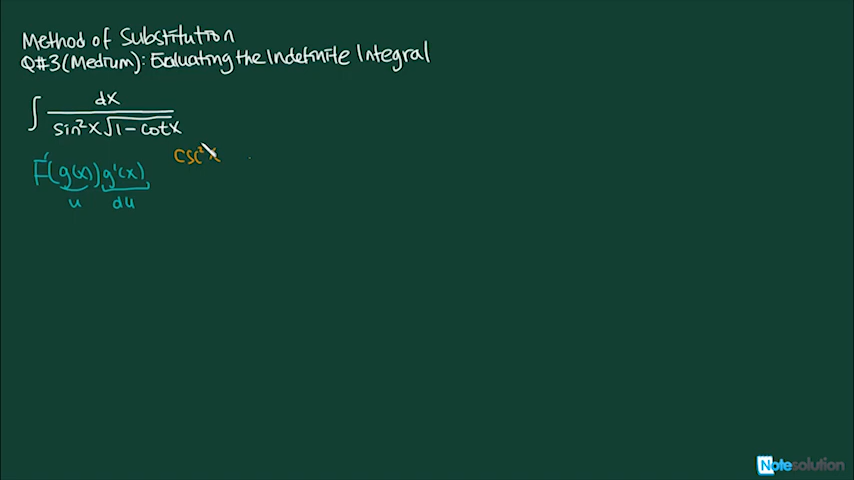 Method of Substitution
Q#3 (Medium): Evaluating the Indefinite Integral
∫ dx / sin²x √(1 - cotx)
F'(g(x)) g'(x) csc²x
u du
Notesolution